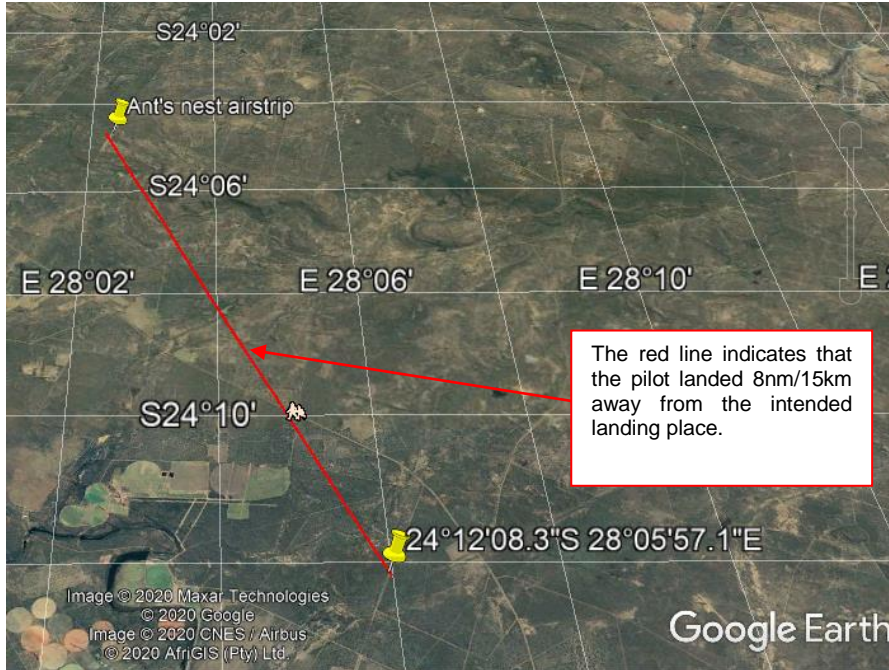 S24°02'
Ant's nest airstrip
S24°06'
E 28°02'
E 28°06'
E 28°10'
E
The red line indicates that
the pilot landed 8nm/15km
away from the intended
landing place.
S24°10'
24°12'08.3"S 28°05'57.1"E
Image © 2020 Maxar Technologies
© 2020 Google
Image © 2020 CNES / Airbus
© 2020 AfriGIS (Pty) Ltd.
Google Earth